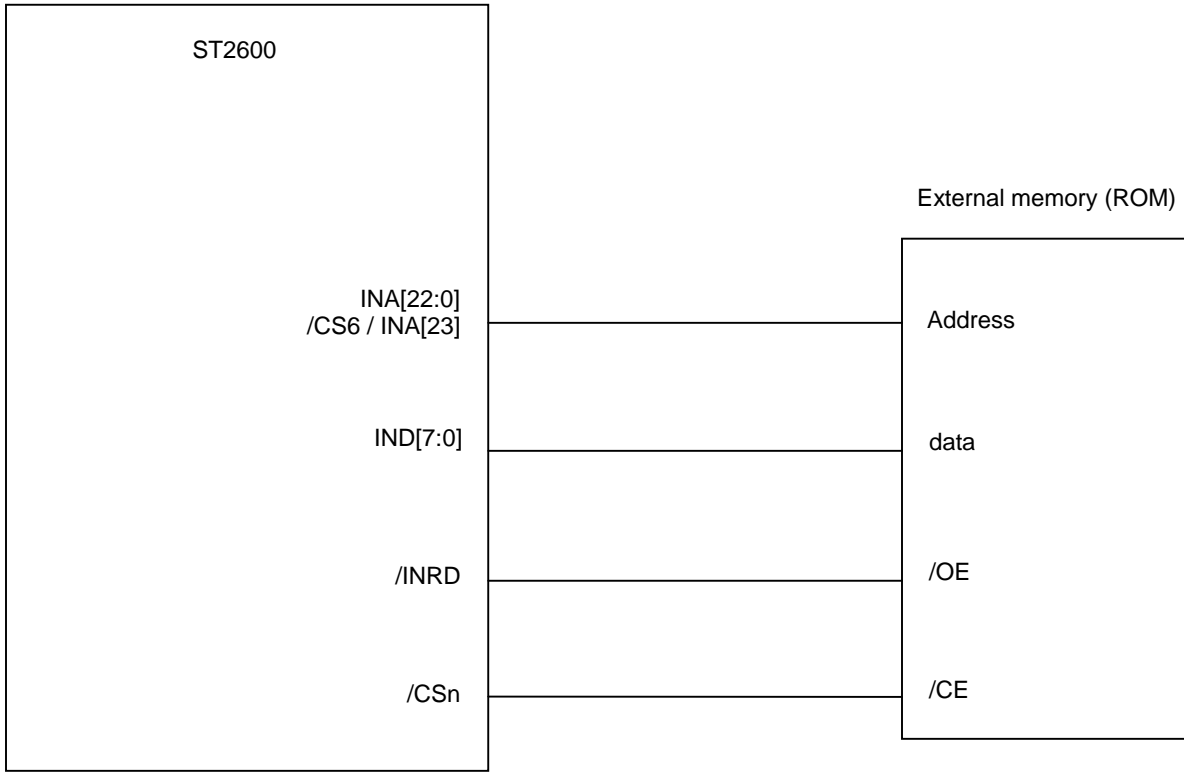 ST2600
External memory (ROM)
INA[22:0]
/CS6 / INA[23]
Address
IND[7:0]
data
/INRD
/OE
/CSn
/CE